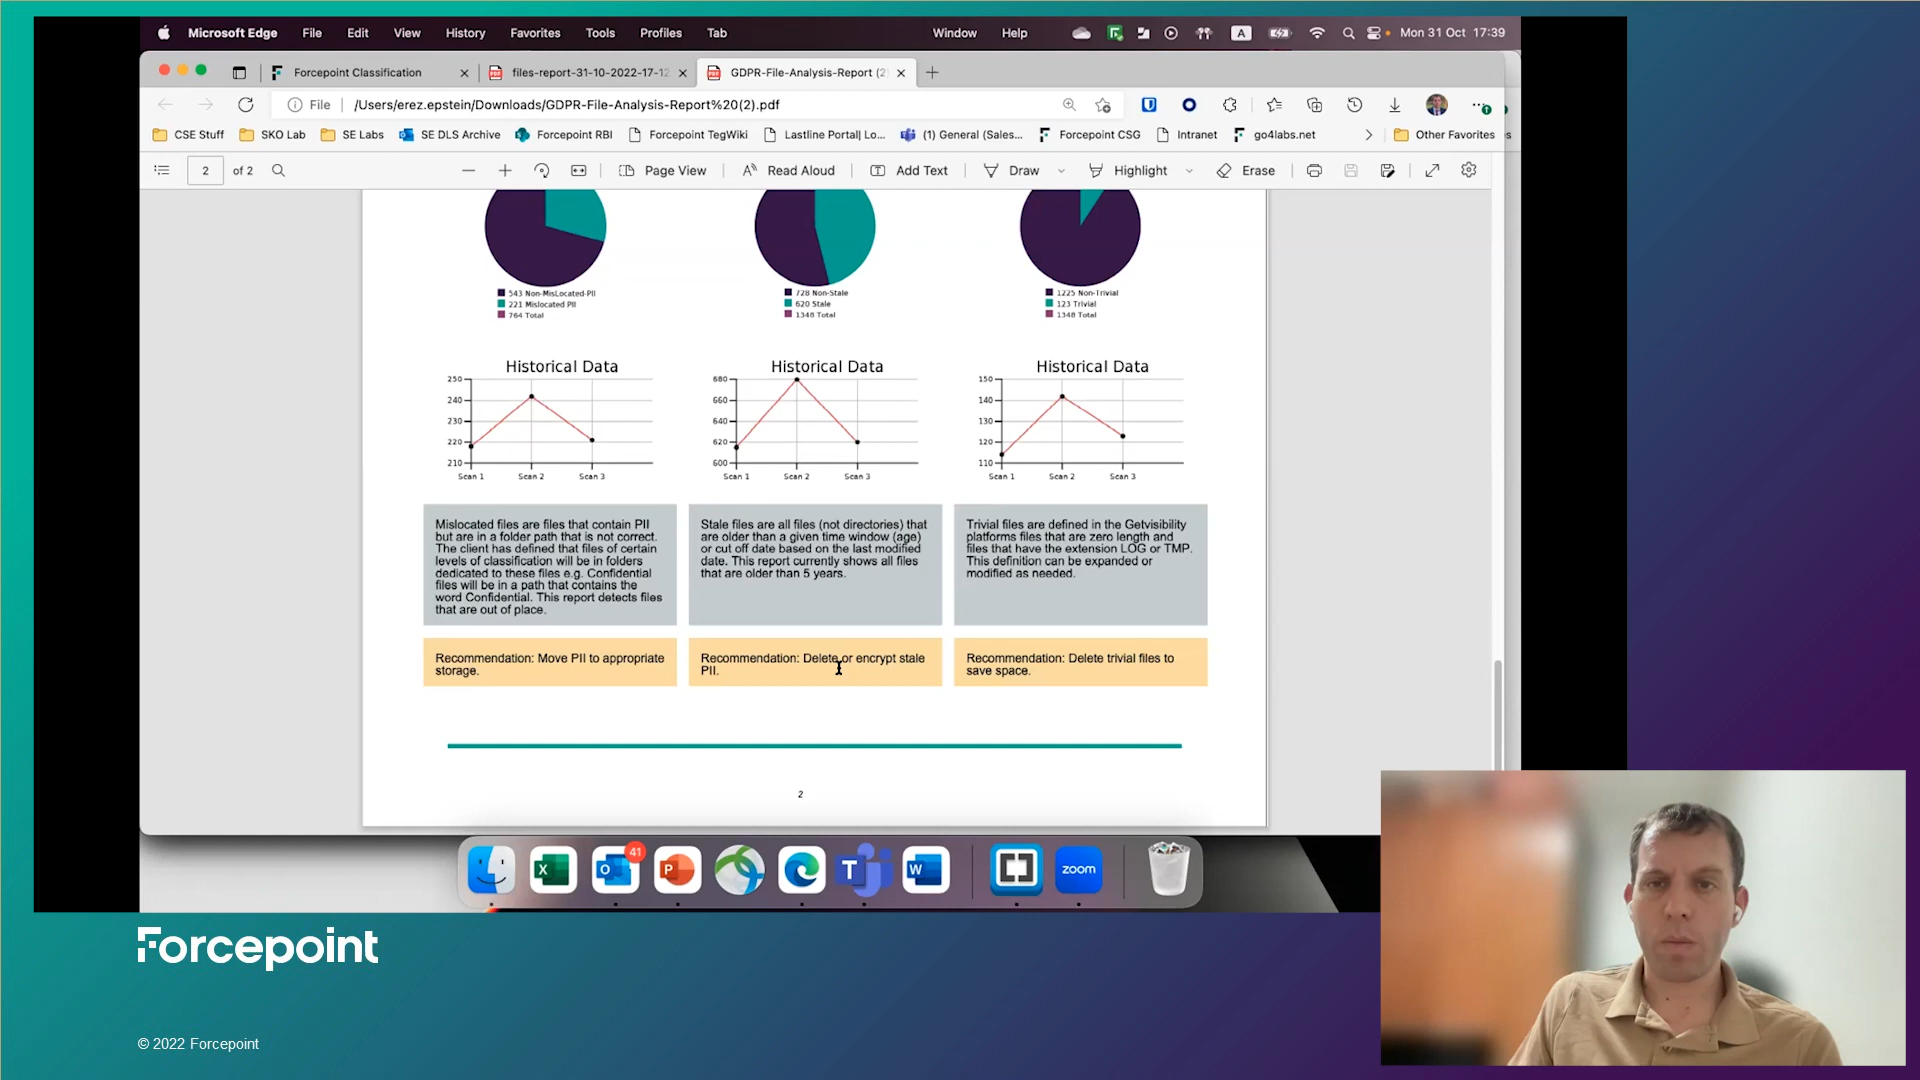 Microsoft Edge File Edit View History Favorites Tools Profiles Tab Window Help A Mon 31 Oct 17:39
Forcepoint Classification
files-report-31-10-2022-17-12
GDPR-File-Analysis-Report (2
File /Users/erez.epstein/Downloads/GDPR-File-Analysis-Report%20(2).pdf
CSE Stuff SKO Lab SE Labs SE DLS Archive Forcepoint RBI Forcepoint TegWiki Lastline Portal| Lo... (1) General (Sales... Forcepoint CSG Intranet go4labs.net Other Favorites
2 of 2 Page View Read Aloud Add Text Draw Highlight Erase
543 Non-MisLocated-PII
221 Mislocated PII
764 Total
728 Non-Stale
620 Stale
1348 Total
1225 Non-Trivial
123 Trivial
1348 Total
Historical Data
250
240
230
220
210
Scan 1 Scan 2 Scan 3
Historical Data
680
660
640
620
600
Scan 1 Scan 2 Scan 3
Historical Data
150
140
130
120
110
Scan 1 Scan 2 Scan 3
Mislocated files are files that contain PII
but are in a folder path that is not correct.
The client has defined that files of certain
levels of classification will be in folders
dedicated to these files e.g. Confidential
files will be in a path that contains the
word Confidential. This report detects files
that are out of place.
Stale files are all files (not directories) that
are older than a given time window (age)
or cut off date based on the last modified
date. This report currently shows all files
that are older than 5 years.
Trivial files are defined in the Getvisibility
platforms files that are zero length and
files that have the extension LOG or TMP.
This definition can be expanded or
modified as needed.
Recommendation: Move PII to appropriate
storage.
Recommendation: Delete or encrypt stale
PII.
Recommendation: Delete trivial files to
save space.
2
41
zoom
Forcepoint
© 2022 Forcepoint